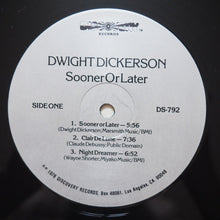 RECORDS
DWIGHT DICKERSON
Sooner Or Later
SIDE ONE
DS-792
1. Sooner or Later—5:56
(Dwight Dickerson, Marsmith Music/BMI)
2. Clair De Lune—7:36
(Claude Debussy, Public Domain)
3. Night Dreamer—6:52
(Wayne Shorter, Miyako Music/BMI)
1978 DISCOVERY RECORDS, Box 48081, Los Angeles, CA 90048